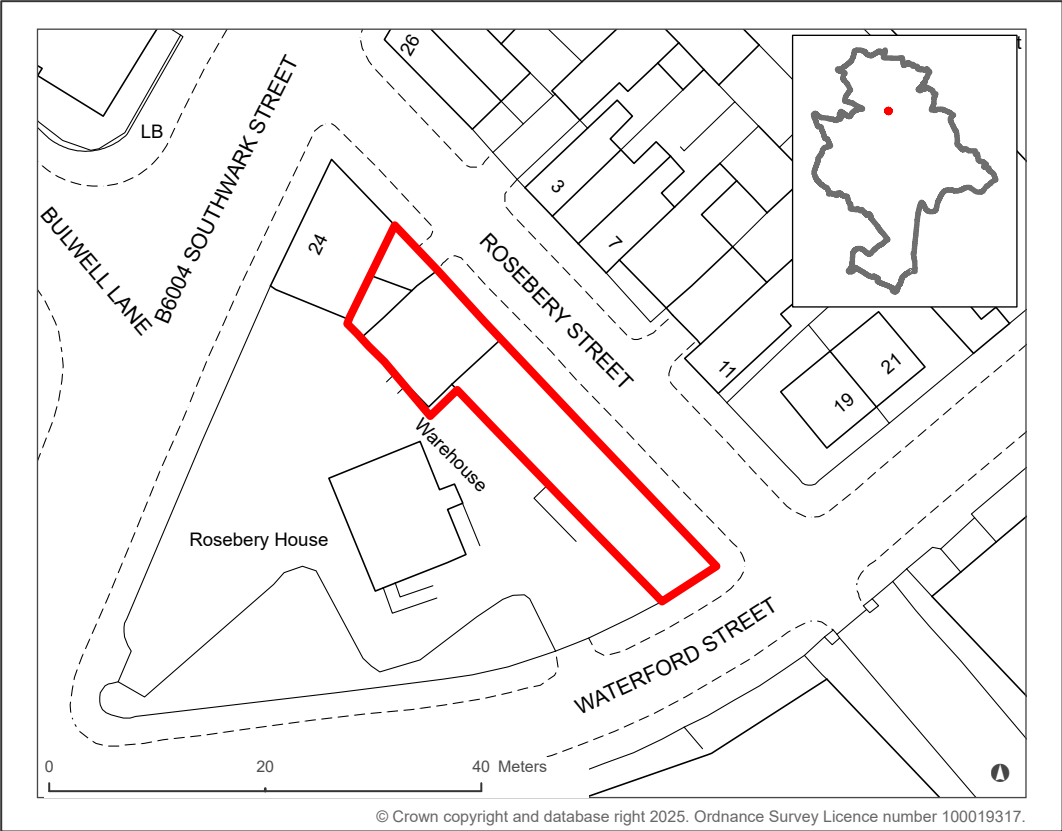 26
t
LB
B6004 SOUTHWARK STREET
BULWELL LANE
3
7
24
ROSEBERY STREET
11
21
19
Warehouse
Rosebery House
WATERFORD STREET
0 20 40 Meters
© Crown copyright and database right 2025. Ordnance Survey Licence number 100019317.